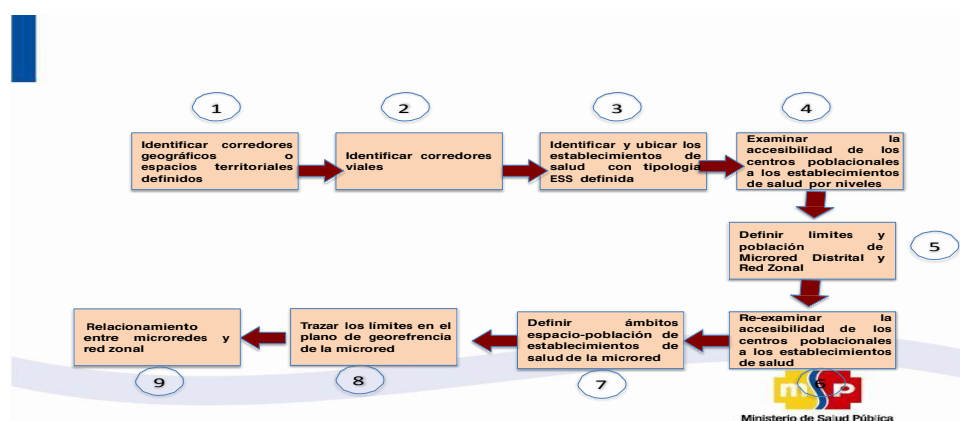 1
Identificar corredores
geográficos o
espacios territoriales
definidos
2
Identificar corredores
viales
3
Identificar y ubicar los
establecimientos de
salud con tipologia
ESS definida
4
Examinar la
accesibilidad de los
centros poblacionales
a los establecimientos
de salud por niveles
Definir limites y
población de
Microred Distrital y
Red Zonal
5
Re-examinar la
accesibilidad de los
centros poblacionales
a los establecimientos
de salud
6
Definir ámbitos
espacio-población de
establecimientos de
salud de la microred
7
Trazar los límites en el
plano de georefrencia
de la microred
8
Relacionamiento
entre microredes y
red zonal
9
msp
Ministerio de Salud Pública